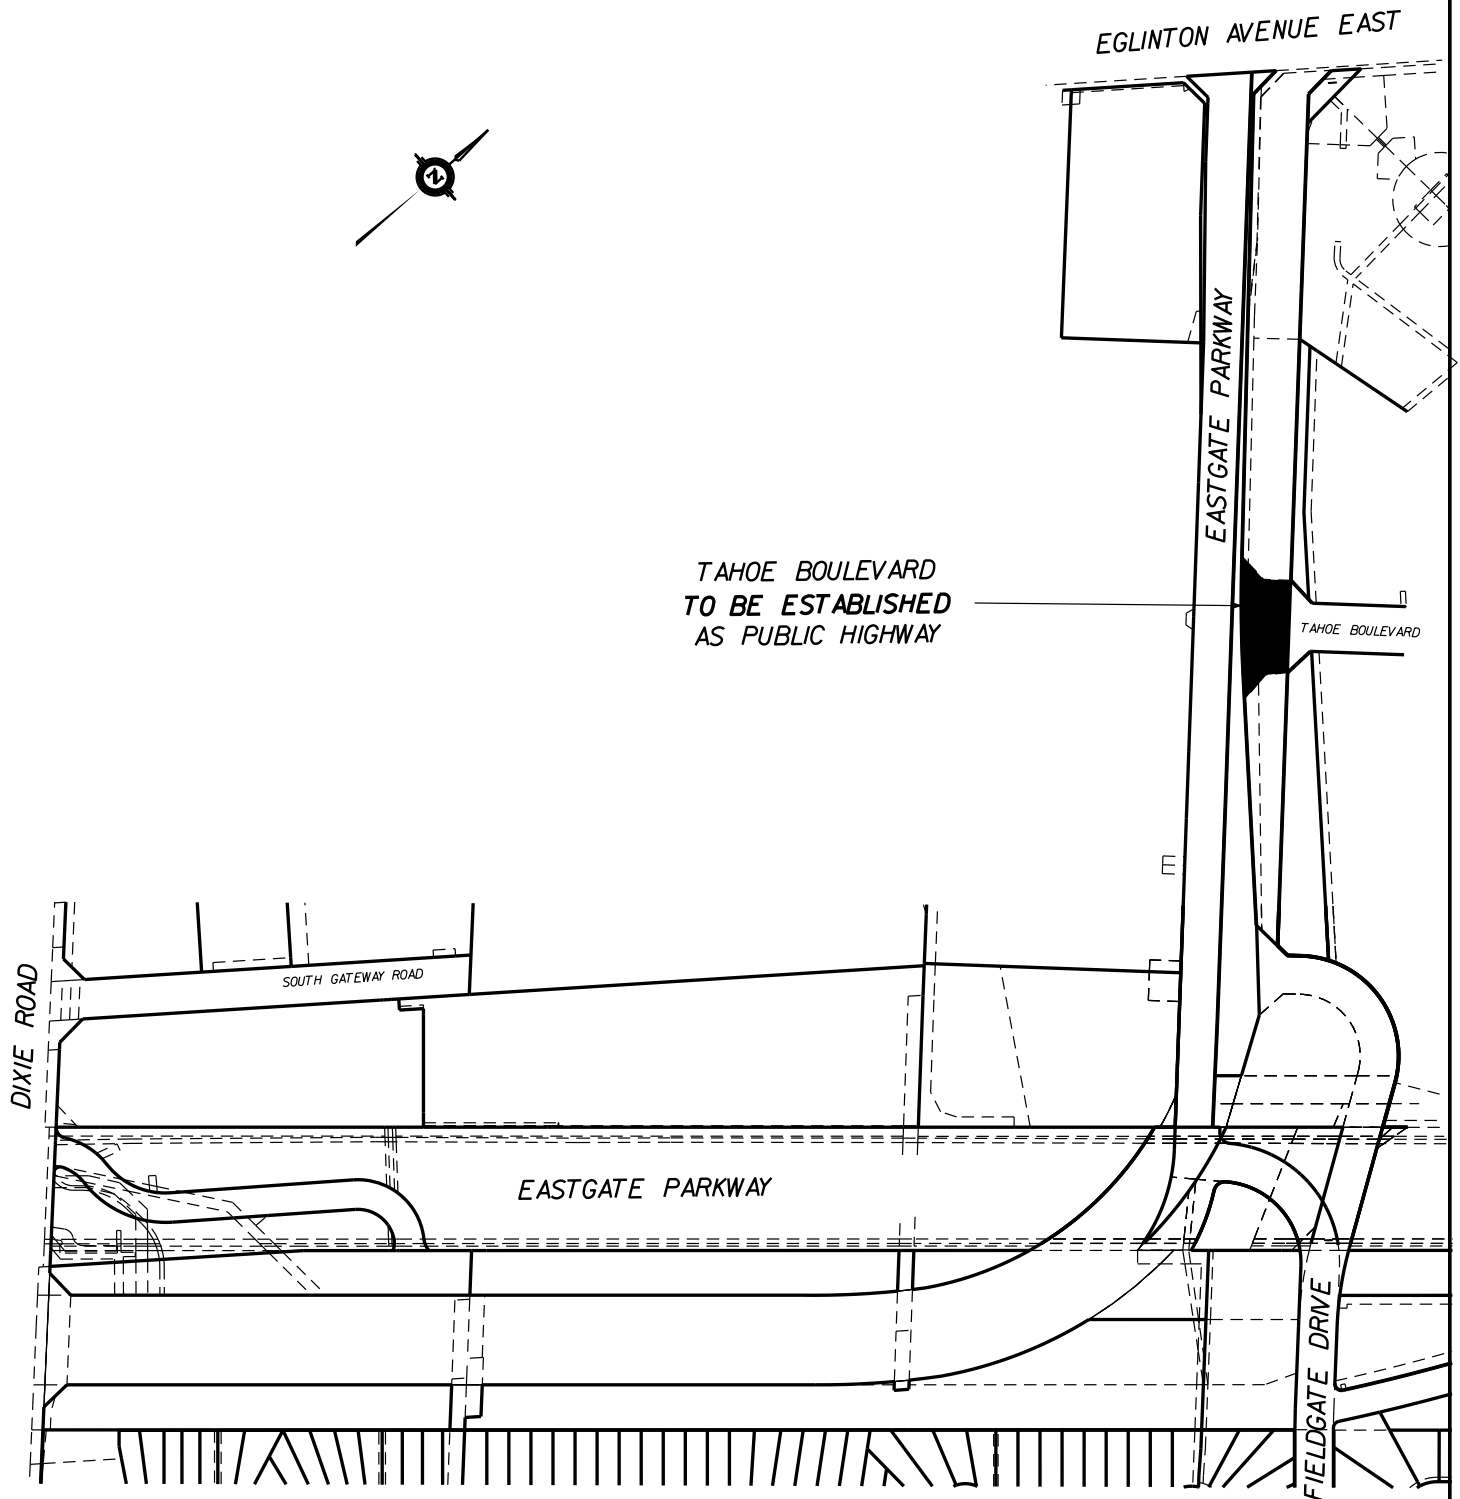 EGLINTON AVENUE EAST
N
EASTGATE PARKWAY
TAHOE BOULEVARD
TO BE ESTABLISHED
AS PUBLIC HIGHWAY
TAHOE BOULEVARD
SOUTH GATEWAY ROAD
DIXIE ROAD
EASTGATE PARKWAY
FIELDGATE DRIVE